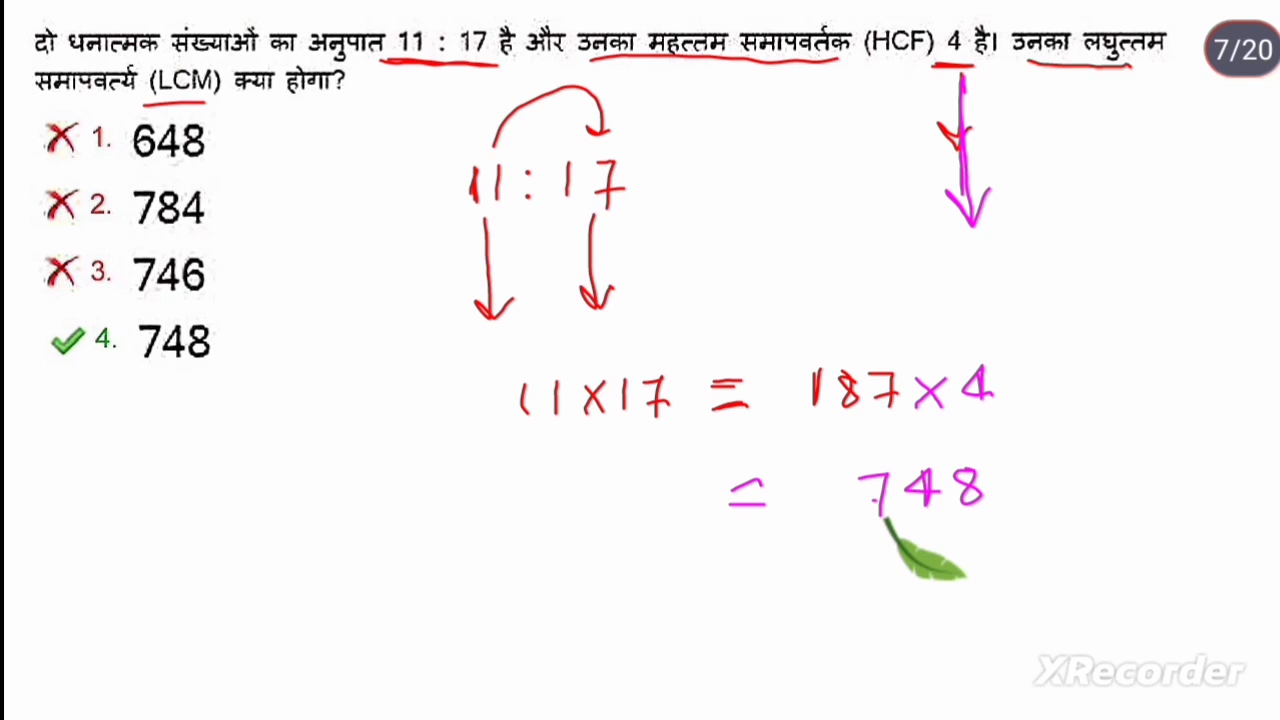 दो धनात्मक संख्याओं का अनुपात 11 : 17 है और उनका महत्तम समापवर्तक (HCF) 4 है। उनका लघुत्तम
7/20
समापवर्त्य (LCM) क्या होगा?
1. 648
2. 784
3. 746
4. 748
11 : 17
11 x 17 = 187 x 4
= 748
XRecorder